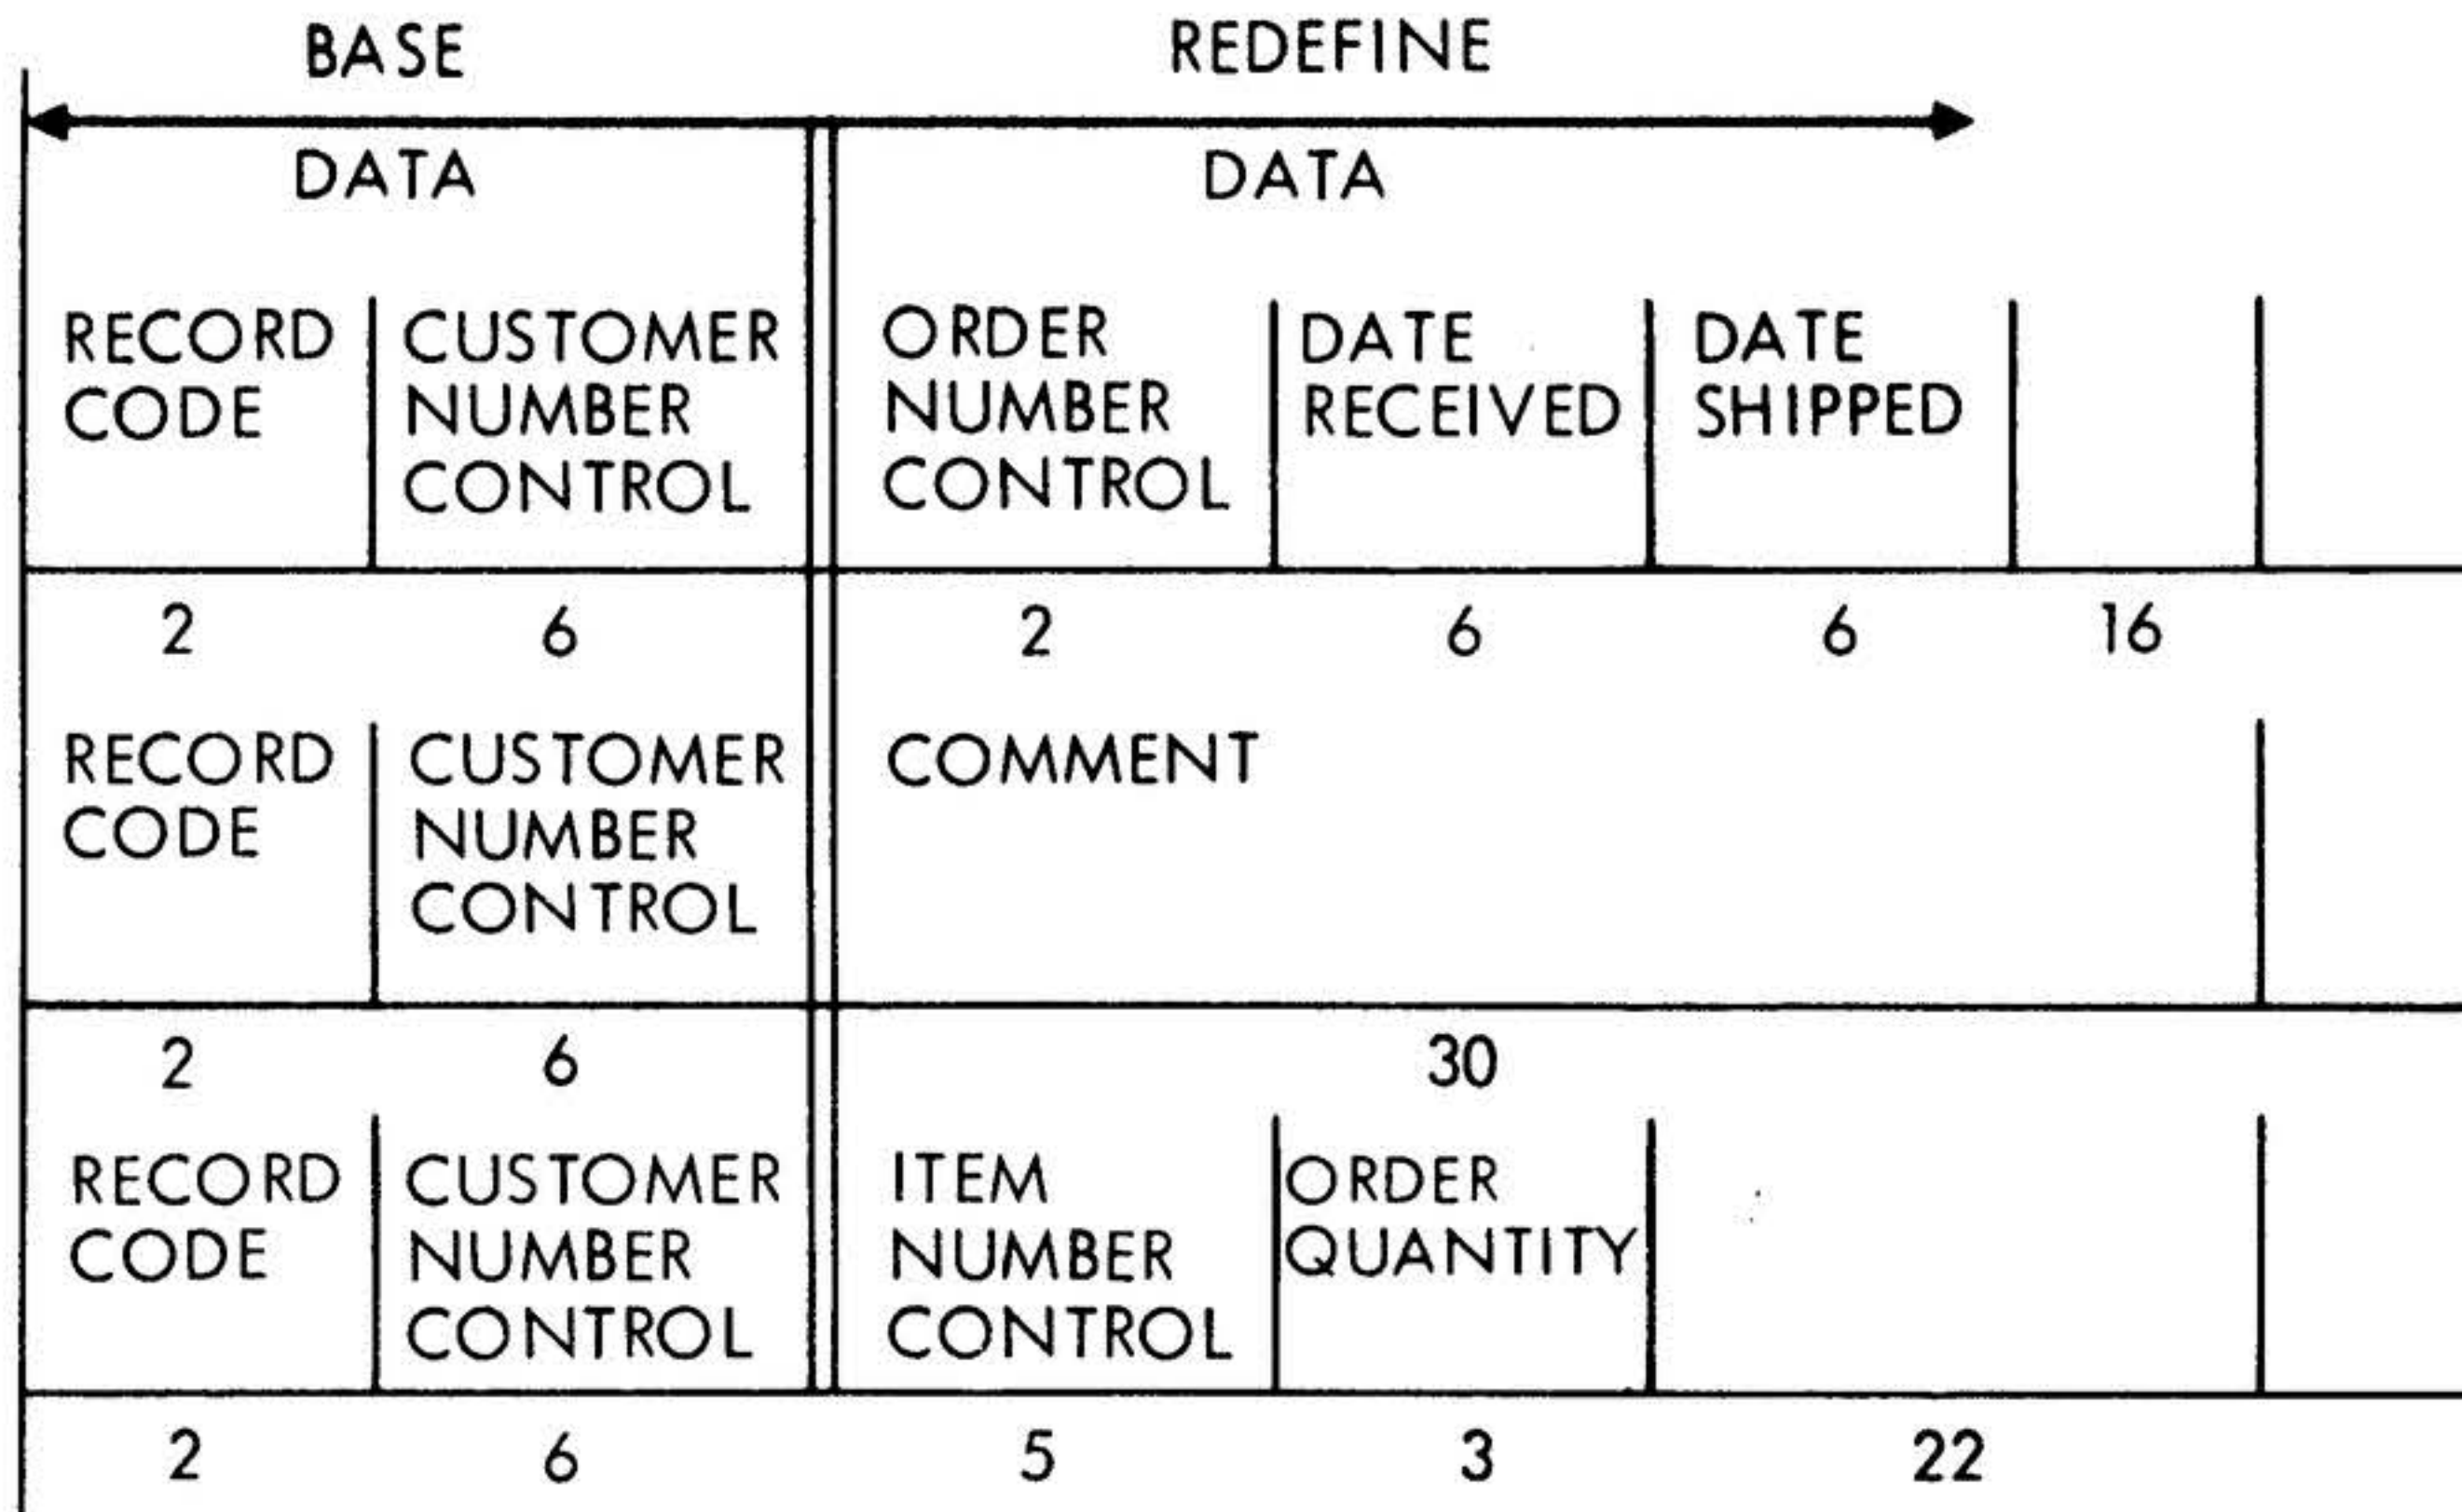 BASE REDEFINE
DATA DATA
RECORD CUSTOMER ORDER DATE DATE
CODE NUMBER NUMBER RECEIVED SHIPPED
CONTROL CONTROL
2 6 2 6 6 16
RECORD CUSTOMER COMMENT
CODE NUMBER
CONTROL
2 6 30
RECORD CUSTOMER ITEM ORDER
CODE NUMBER NUMBER QUANTITY
CONTROL CONTROL
2 6 5 3 22